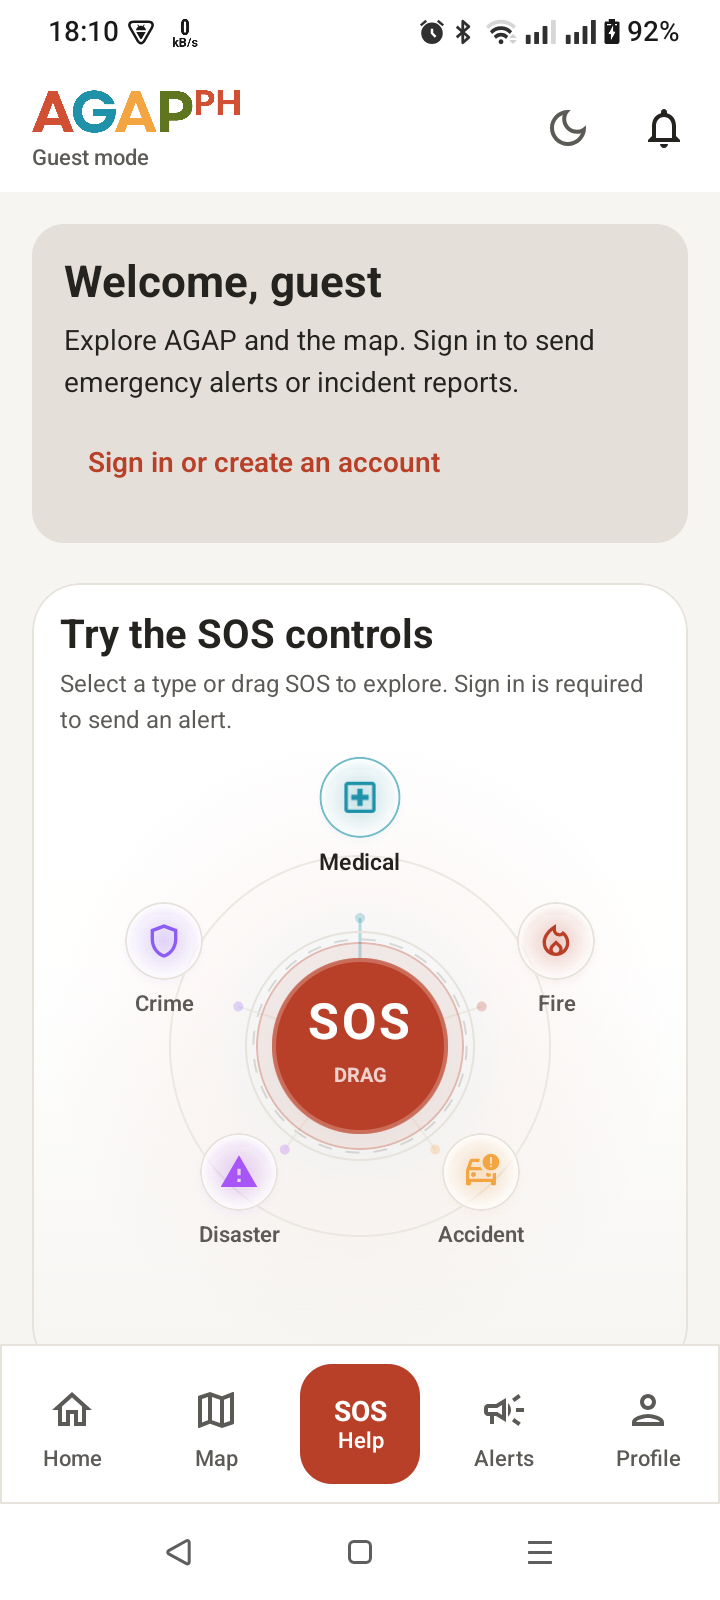 18:10
0
kB/s
92%
AGAPPH
Guest mode
Welcome, guest
Explore AGAP and the map. Sign in to send
emergency alerts or incident reports.
Sign in or create an account
Try the SOS controls
Select a type or drag SOS to explore. Sign in is required
to send an alert.
Medical
Crime
Fire
SOS
DRAG
Disaster
Accident
Home
Map
SOS
Help
Alerts
Profile